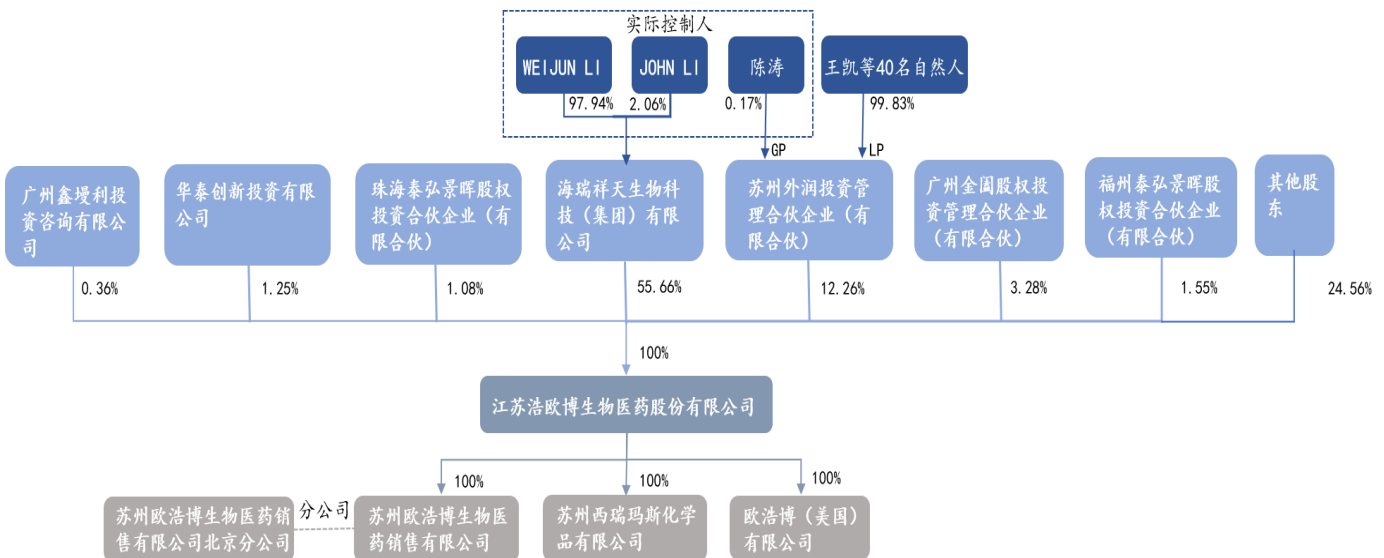 实际控制人
WEIJUN LI
JOHN LI
陈涛
王凯等40名自然人
97.94%
2.06%
0.17%
99.83%
GP
LP
广州鑫墁利投
资咨询有限公
司
华泰创新投资有限
公司
珠海泰弘景晖股权
投资合伙企业（有
限合伙）
海瑞祥天生物科
技（集团）有限
公司
苏州外润投资管
理合伙企业（有
限合伙）
广州金阖股权投
资管理合伙企业
（有限合伙）
福州泰弘景晖股
权投资合伙企业
（有限合伙）
其他股
东
0.36%
1.25%
1.08%
55.66%
12.26%
3.28%
1.55%
24.56%
100%
江苏浩欧博生物医药股份有限公司
100%
100%
100%
苏州欧浩博生物医药销
售有限公司北京分公司
分公司
苏州欧浩博生物医
药销售有限公司
苏州西瑞玛斯化学
品有限公司
欧浩博（美国）
有限公司